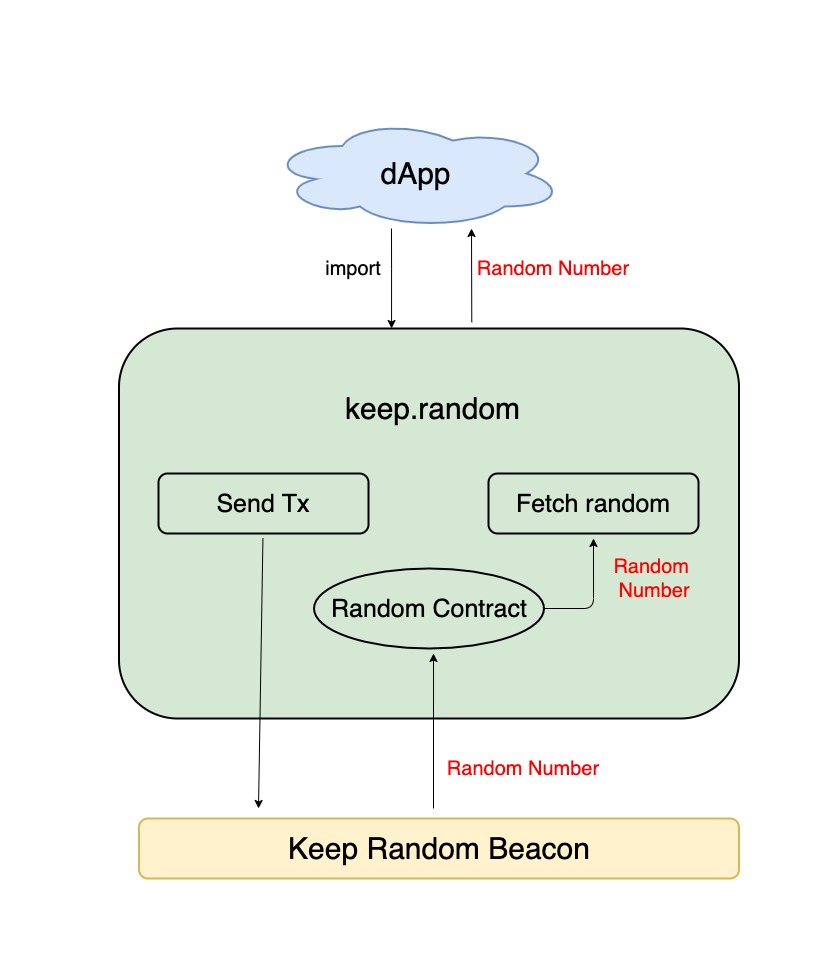 dApp
import
Random Number
keep.random
Send Tx
Fetch random
Random
Number
Random Contract
Random Number
Keep Random Beacon